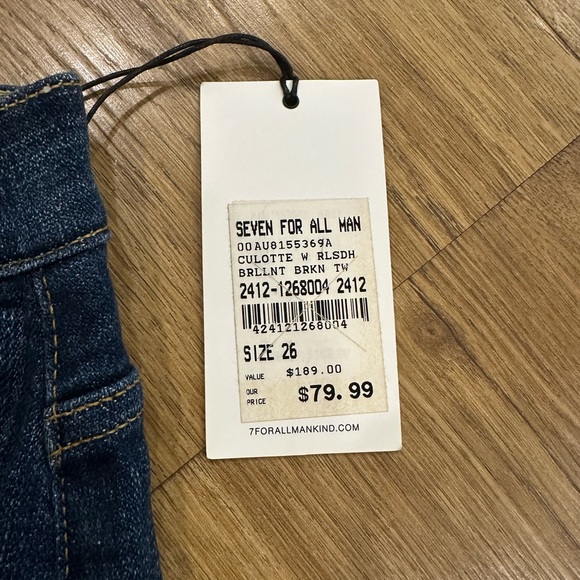 SEVEN FOR ALL MAN
00AU8155369A
CULOTTE W RLSDH
BRLLNT BRKN TW
2412-1268004 2412
424121268004
SIZE 26
VALUE $189.00
OUR PRICE $79.99
7FORALLMANKIND.COM